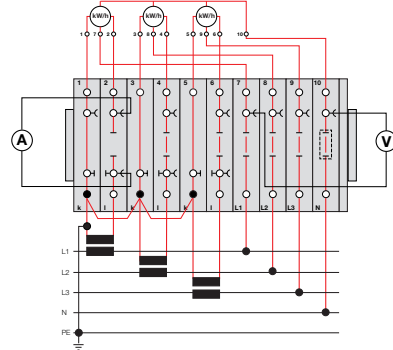 kW/h kW/h kW/h
1 7 2 3 8 4 5 9 6 10
1 2 3 4 5 6 7 8 9 10
A V
k l k l k l L1 L2 L3 N
L1
L2
L3
N
PE